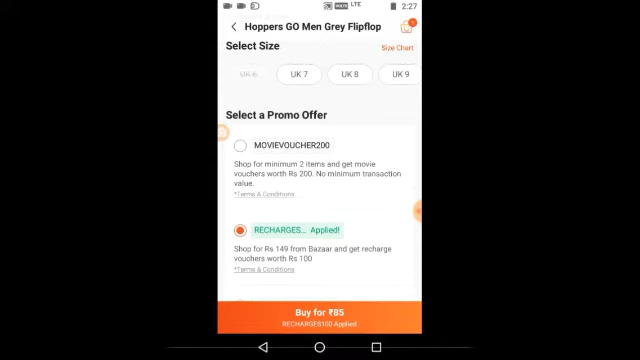 VOLTE LTE 2:27
Hoppers GO Men Grey Flipflop
Select Size
Size Chart
UK 6 UK 7 UK 8 UK 9
Select a Promo Offer
MOVIEVOUCHER200
Shop for minimum 2 items and get movie
vouchers worth Rs 200. No minimum transaction
value.
*Terms & Conditions
RECHARGES... Applied!
Shop for Rs 149 from Bazaar and get recharge
vouchers worth Rs 100
*Terms & Conditions
Buy for ₹85
RECHARGES100 Applied